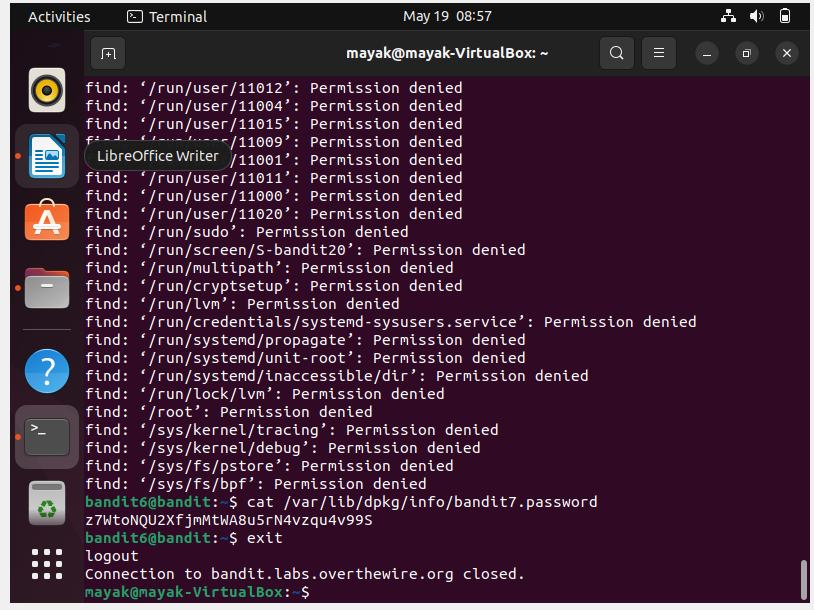 Activities Terminal May 19 08:57
mayak@mayak-VirtualBox: ~
find: ‘/run/user/11012’: Permission denied
find: ‘/run/user/11004’: Permission denied
find: ‘/run/user/11015’: Permission denied
/11009’: Permission denied
LibreOffice Writer /11001’: Permission denied
find: ‘/run/user/11011’: Permission denied
find: ‘/run/user/11000’: Permission denied
find: ‘/run/user/11020’: Permission denied
find: ‘/run/sudo’: Permission denied
find: ‘/run/screen/S-bandit20’: Permission denied
find: ‘/run/multipath’: Permission denied
find: ‘/run/cryptsetup’: Permission denied
find: ‘/run/lvm’: Permission denied
find: ‘/run/credentials/systemd-sysusers.service’: Permission denied
find: ‘/run/systemd/propagate’: Permission denied
find: ‘/run/systemd/unit-root’: Permission denied
find: ‘/run/systemd/inaccessible/dir’: Permission denied
find: ‘/run/lock/lvm’: Permission denied
find: ‘/root’: Permission denied
find: ‘/sys/kernel/tracing’: Permission denied
find: ‘/sys/kernel/debug’: Permission denied
find: ‘/sys/fs/pstore’: Permission denied
find: ‘/sys/fs/bpf’: Permission denied
bandit6@bandit:~$ cat /var/lib/dpkg/info/bandit7.password
z7WtoNQU2XfjmMtWA8u5rN4vzqu4v99S
bandit6@bandit:~$ exit
logout
Connection to bandit.labs.overthewire.org closed.
mayak@mayak-VirtualBox:~$